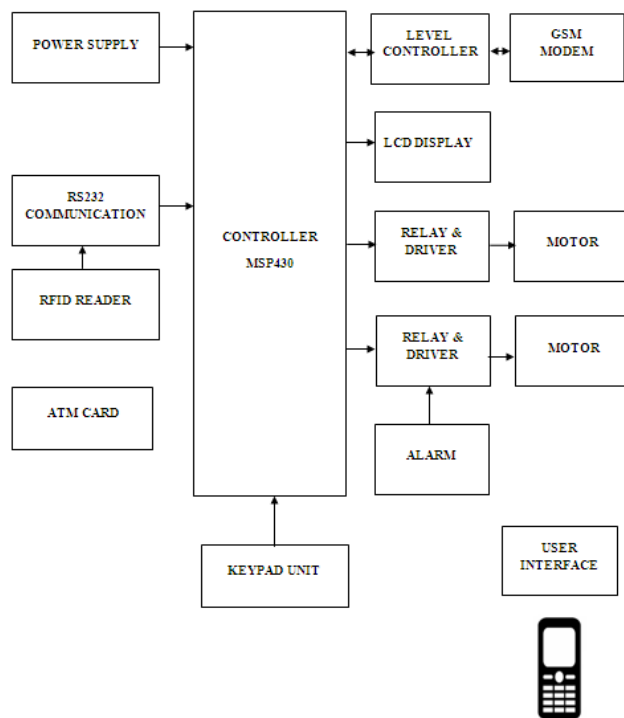 POWER SUPPLY
LEVEL
CONTROLLER
GSM
MODEM
LCD DISPLAY
RS232
COMMUNICATION
CONTROLLER
MSP430
RELAY &
DRIVER
MOTOR
RFID READER
RELAY &
DRIVER
MOTOR
ATM CARD
ALARM
KEYPAD UNIT
USER
INTERFACE